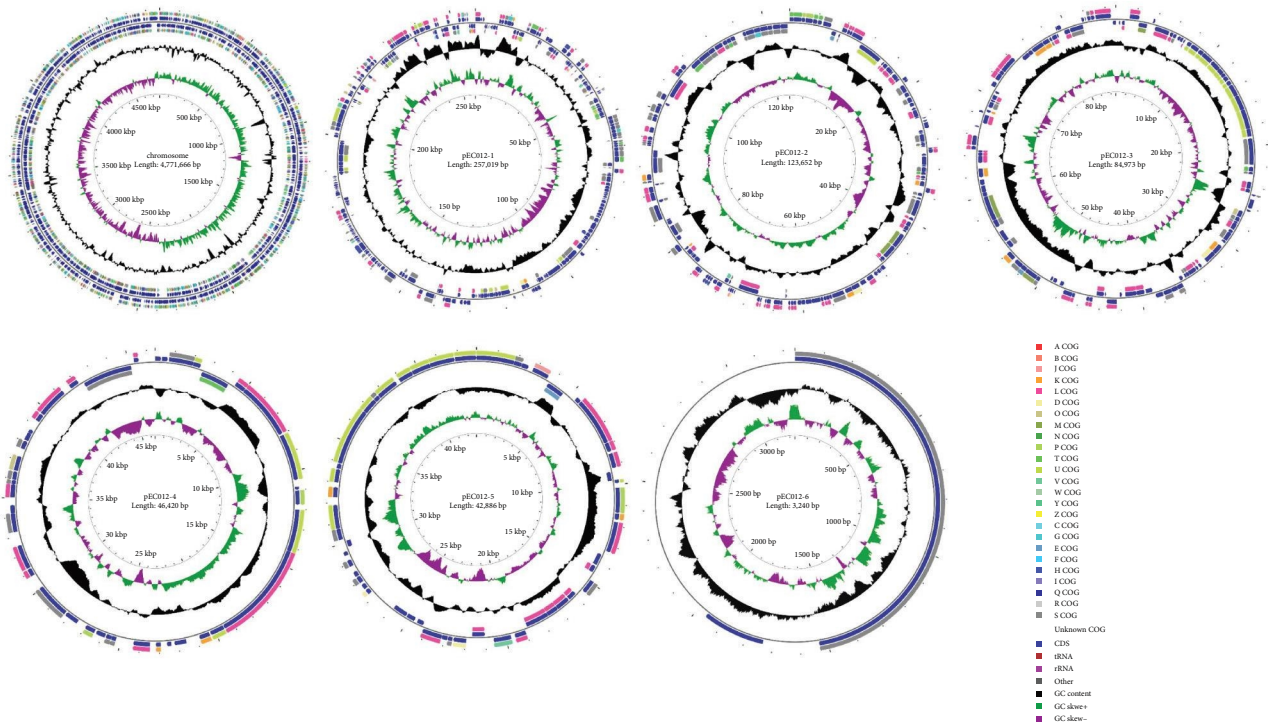 4500 kbp
500 kbp
4000 kbp
1000 kbp
chromosome
3500 kbp
Length: 4,771,666 bp
1500 kbp
3000 kbp
2500 kbp
250 kbp
50 kbp
200 kbp
pEC012-1
Length: 257,019 bp
100 bp
150 bp
120 kbp
20 kbp
100 kbp
pEC012-2
Length: 123,652 bp
40 kbp
80 kbp
60 kbp
80 kbp
70 kbp
20 kbp
pEC012-3
Length: 84,973 bp
60 kbp
30 kbp
50 kbp
40 kbp
45 kbp
5 kbp
40 kbp
10 kbp
pEC012-4
35 kbp
Length: 46,420 bp
15 kbp
30 kbp
25 kbp
40 kbp
5 kbp
35 kbp
10 kbp
pEC012-5
Length: 42,886 bp
30 kbp
15 kbp
25 kbp
20 kbp
3000 bp
500 bp
2500 bp
pEC012-6
Length: 3,240 bp
1000 bp
2000 bp
1500 bp
A COG
B COG
J COG
K COG
L COG
D COG
O COG
M COG
N COG
P COG
T COG
U COG
V COG
W COG
Y COG
Z COG
C COG
G COG
E COG
F COG
H COG
I COG
Q COG
R COG
S COG
Unknown COG
CDS
tRNA
rRNA
Other
GC content
GC skwe+
GC skew−